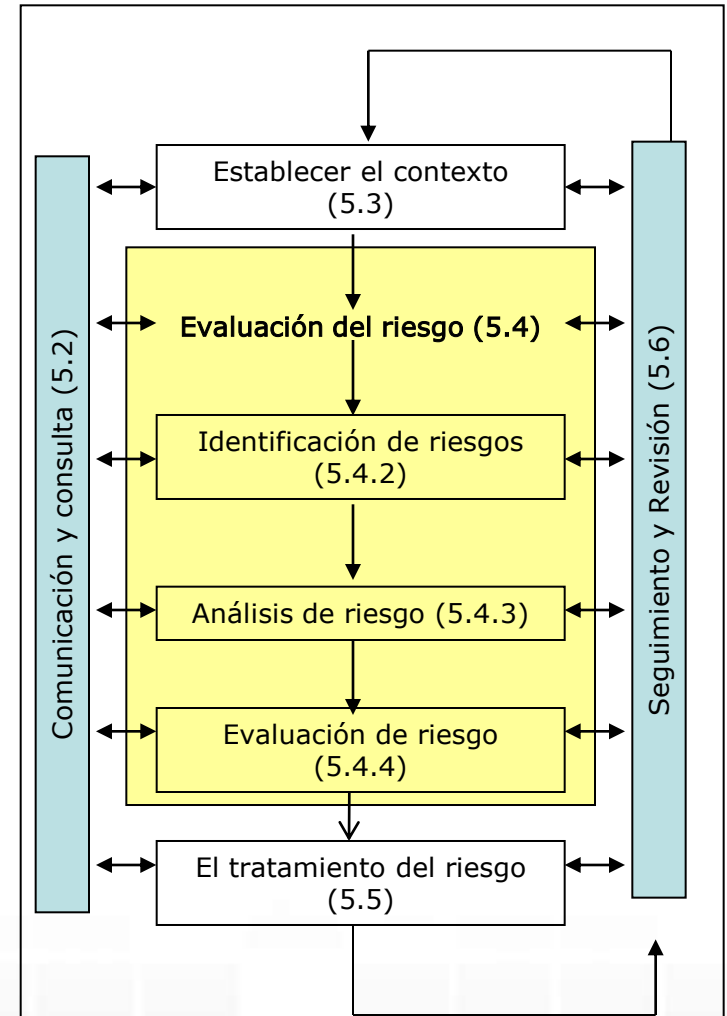 Establecer el contexto
(5.3)
Comunicación y consulta (5.2)
Evaluación del riesgo (5.4)
Seguimiento y Revisión (5.6)
Identificación de riesgos
(5.4.2)
Análisis de riesgo (5.4.3)
Evaluación de riesgo
(5.4.4)
El tratamiento del riesgo
(5.5)